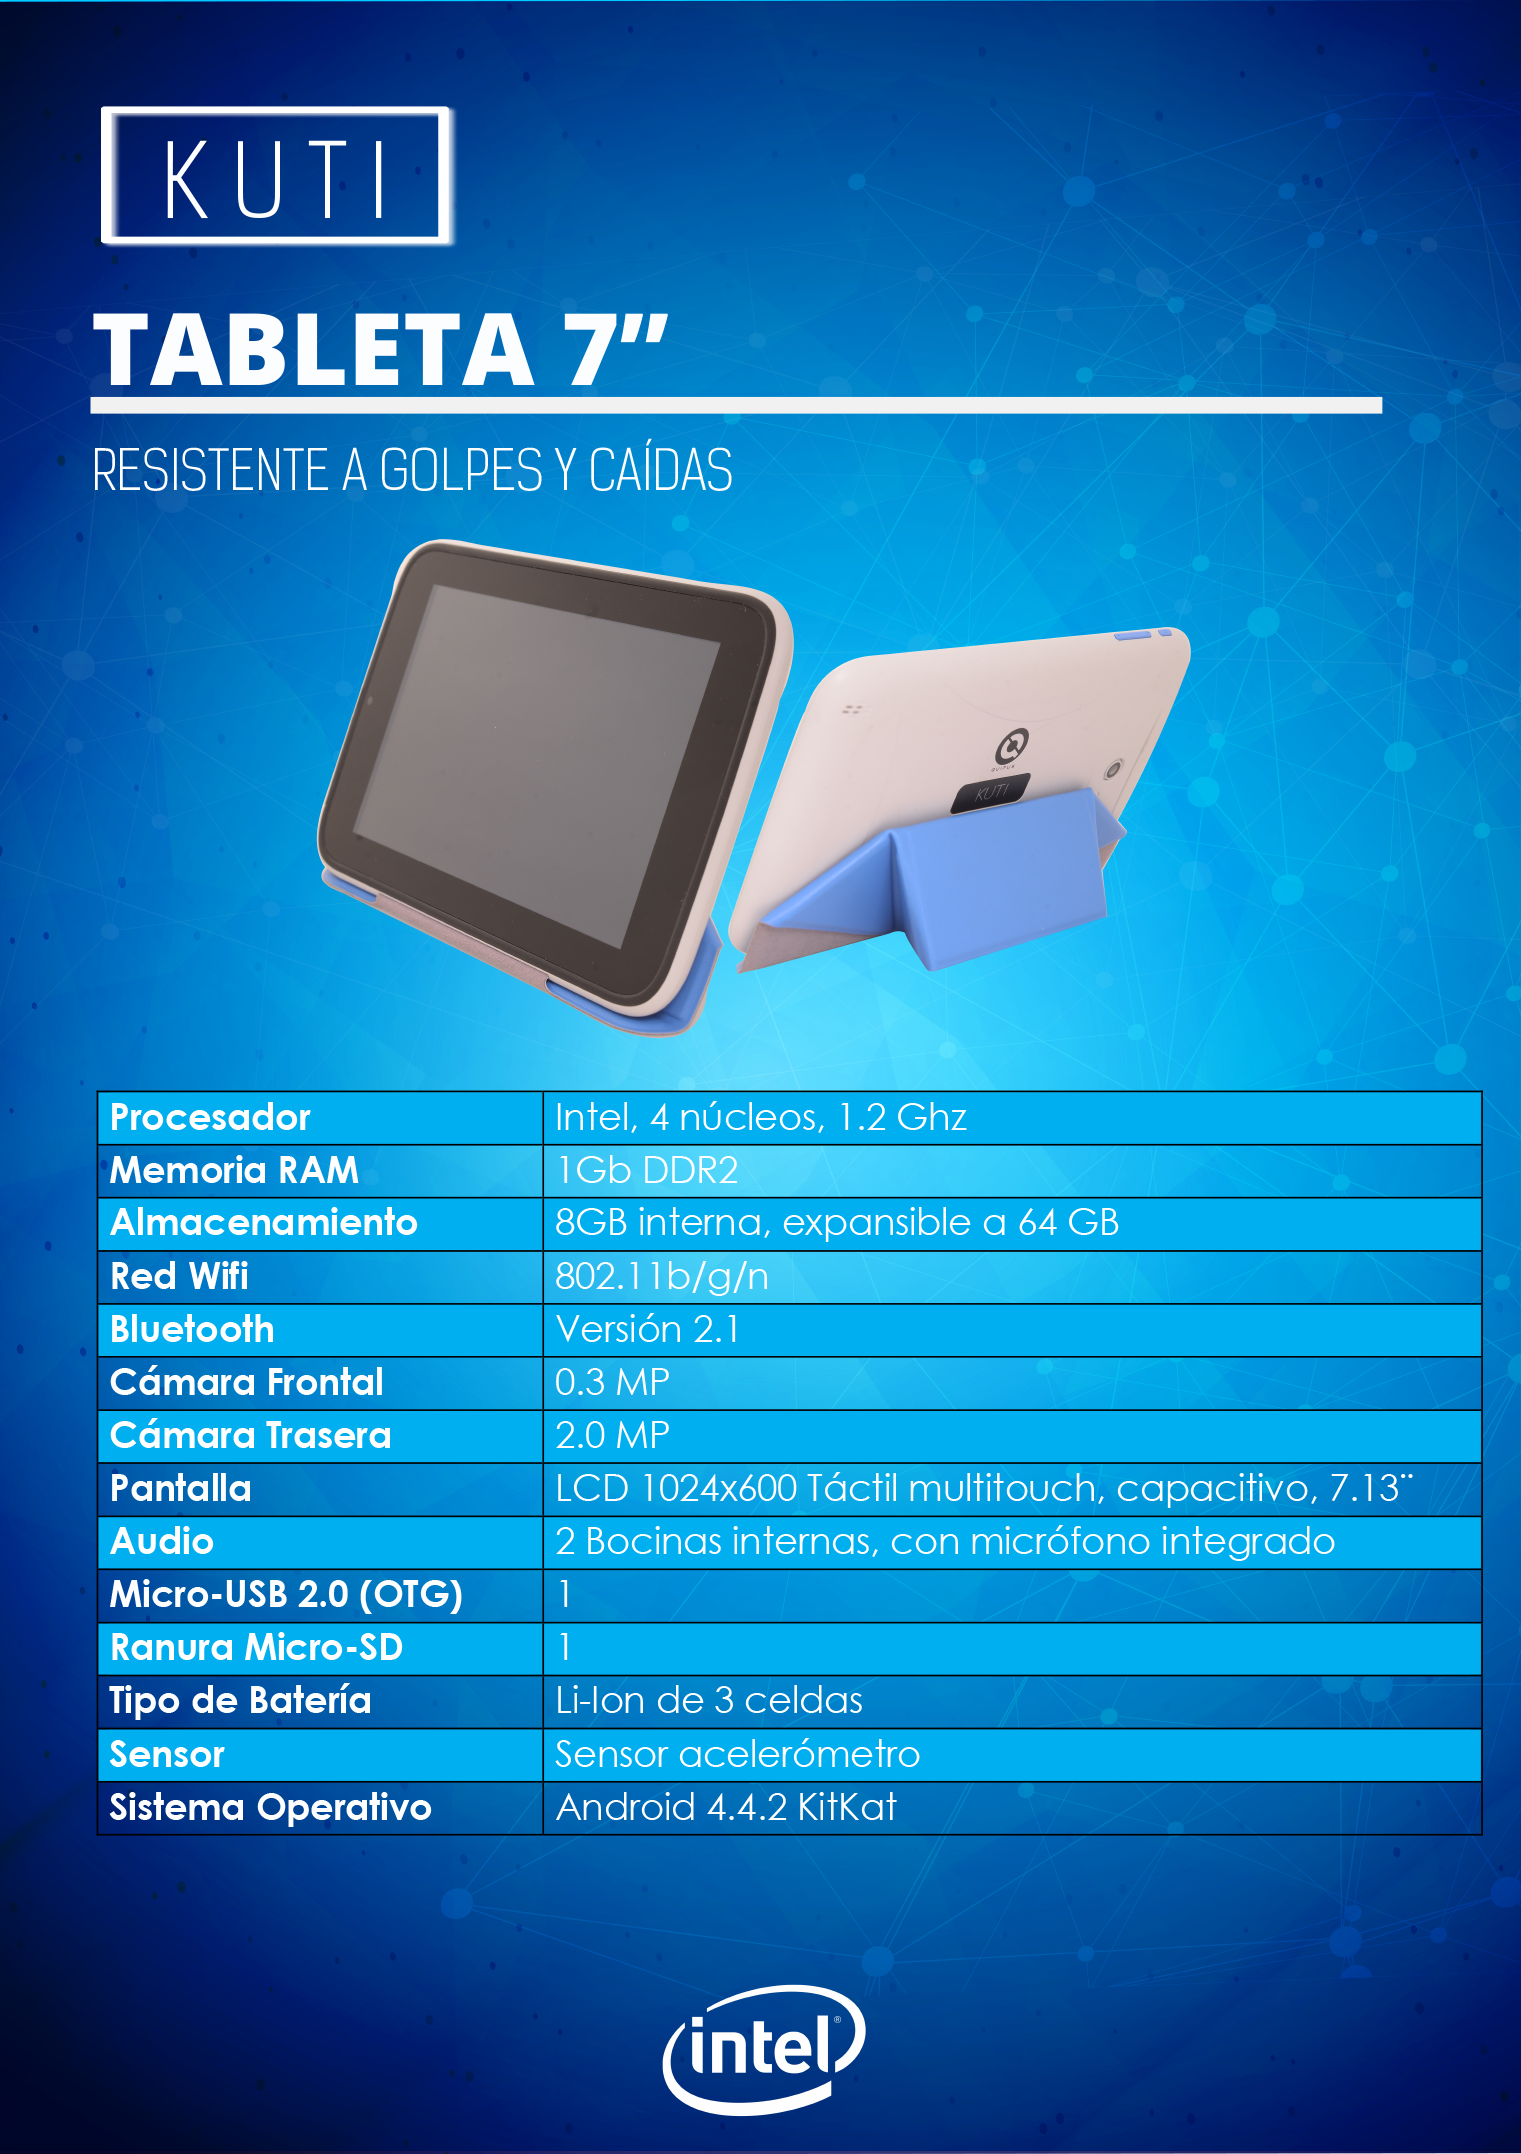 KUTI
TABLETA 7”
RESISTENTE A GOLPES Y CAÍDAS
QUIPUX
KUTI
Procesador Intel, 4 núcleos, 1.2 Ghz
Memoria RAM 1Gb DDR2
Almacenamiento 8GB interna, expansible a 64 GB
Red Wifi 802.11b/g/n
Bluetooth Versión 2.1
Cámara Frontal 0.3 MP
Cámara Trasera 2.0 MP
Pantalla LCD 1024x600 Táctil multitouch, capacitivo, 7.13¨
Audio 2 Bocinas internas, con micrófono integrado
Micro-USB 2.0 (OTG) 1
Ranura Micro-SD 1
Tipo de Batería Li-Ion de 3 celdas
Sensor Sensor acelerómetro
Sistema Operativo Android 4.4.2 KitKat
intel®